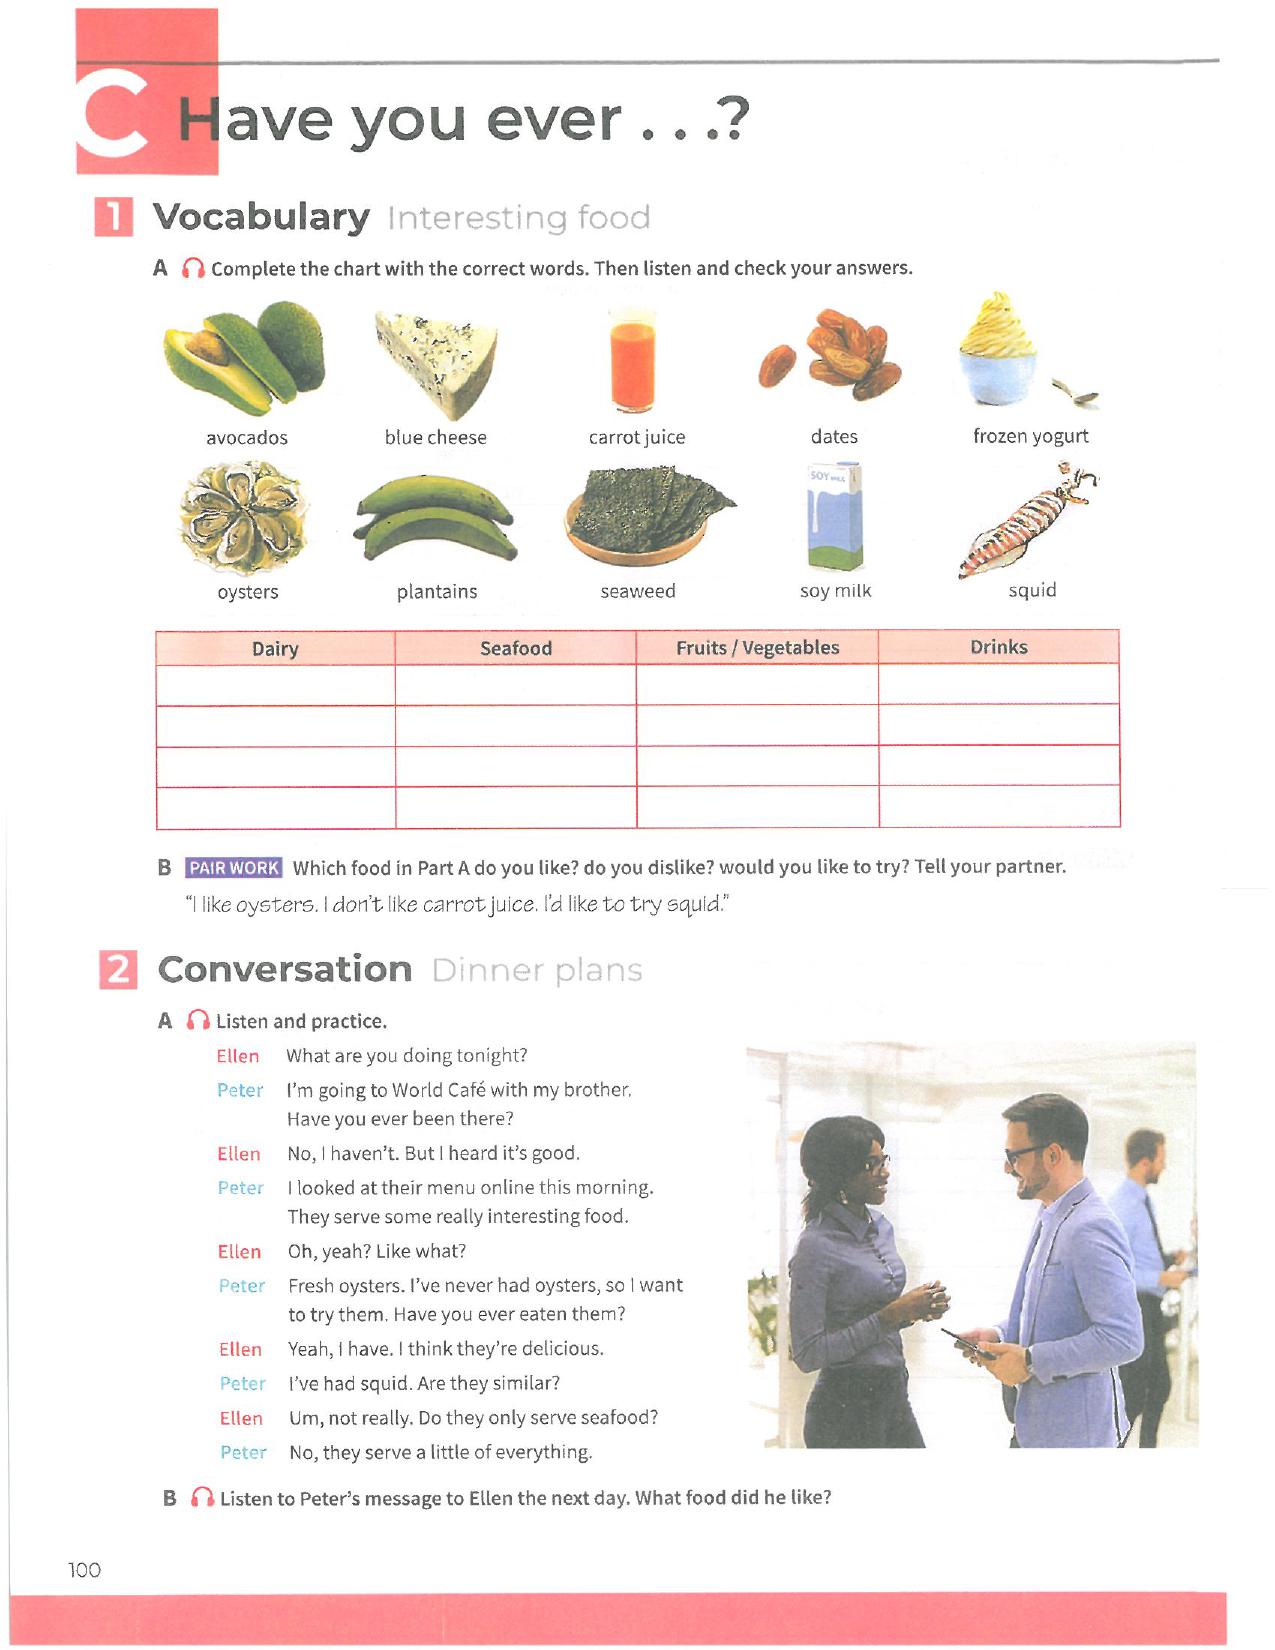 C Have you ever . . .?
1 Vocabulary Interesting food
A Complete the chart with the correct words. Then listen and check your answers.
avocados blue cheese carrot juice dates frozen yogurt
SOY MILK
oysters plantains seaweed soy milk squid
Dairy Seafood Fruits / Vegetables Drinks
B PAIR WORK Which food in Part A do you like? do you dislike? would you like to try? Tell your partner.
“I like oysters. I don’t like carrot juice. I’d like to try squid.”
2 Conversation Dinner plans
A Listen and practice.
Ellen What are you doing tonight?
Peter I’m going to World Café with my brother.
Have you ever been there?
Ellen No, I haven’t. But I heard it’s good.
Peter I looked at their menu online this morning.
They serve some really interesting food.
Ellen Oh, yeah? Like what?
Peter Fresh oysters. I’ve never had oysters, so I want
to try them. Have you ever eaten them?
Ellen Yeah, I have. I think they’re delicious.
Peter I’ve had squid. Are they similar?
Ellen Um, not really. Do they only serve seafood?
Peter No, they serve a little of everything.
B Listen to Peter’s message to Ellen the next day. What food did he like?
100